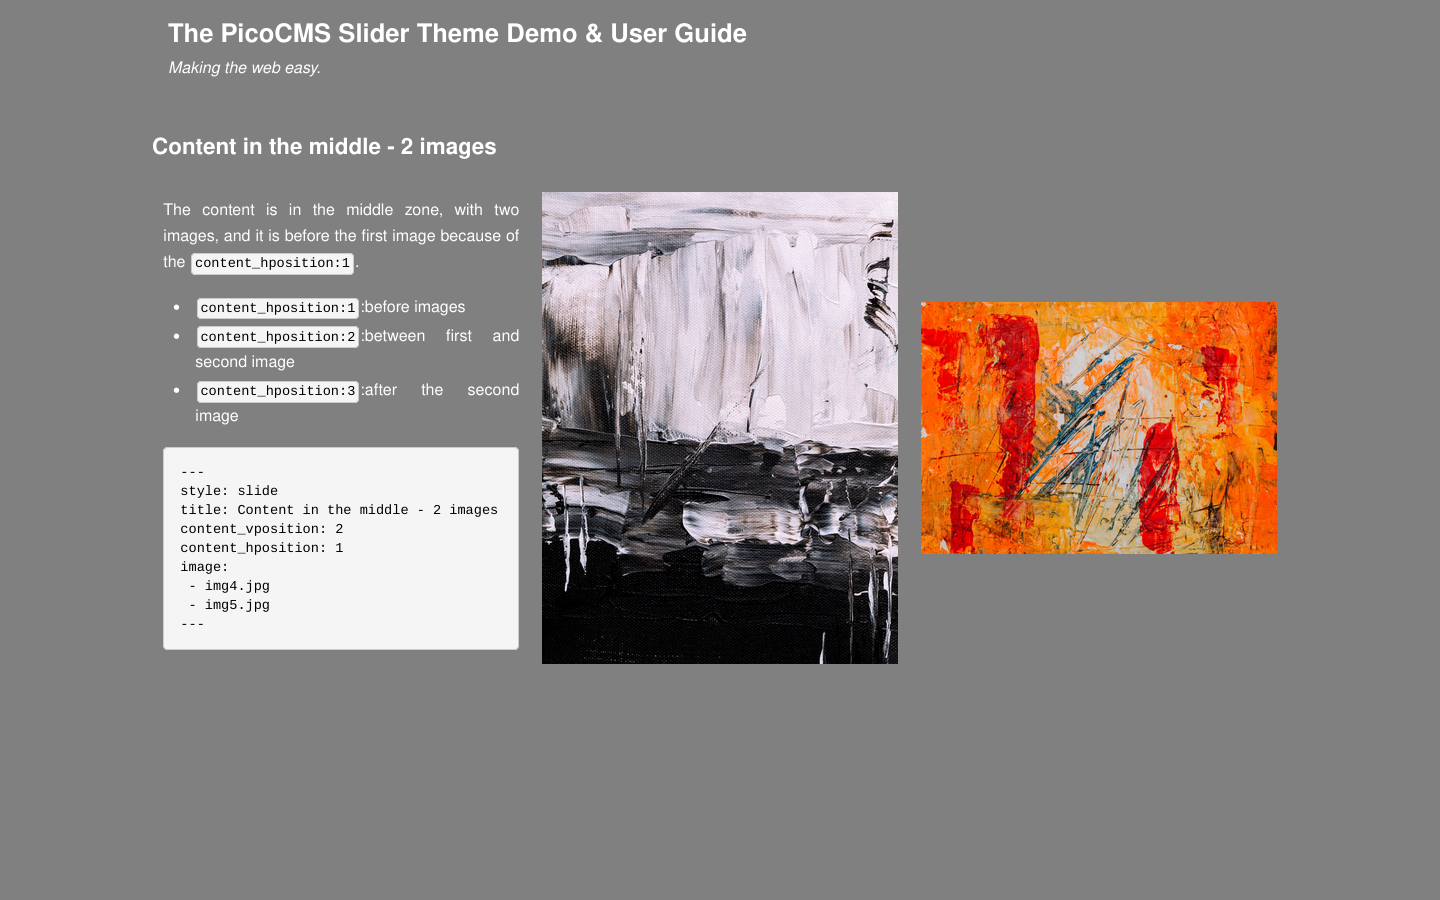 The PicoCMS Slider Theme Demo & User Guide
Making the web easy.
Content in the middle - 2 images
The content is in the middle zone, with two
images, and it is before the first image because of
the content_hposition:1.
• content_hposition:1:before images
• content_hposition:2:between first and
second image
• content_hposition:3:after the second
image
---
style: slide
title: Content in the middle - 2 images
content_vposition: 2
content_hposition: 1
image:
 - img4.jpg
 - img5.jpg
---